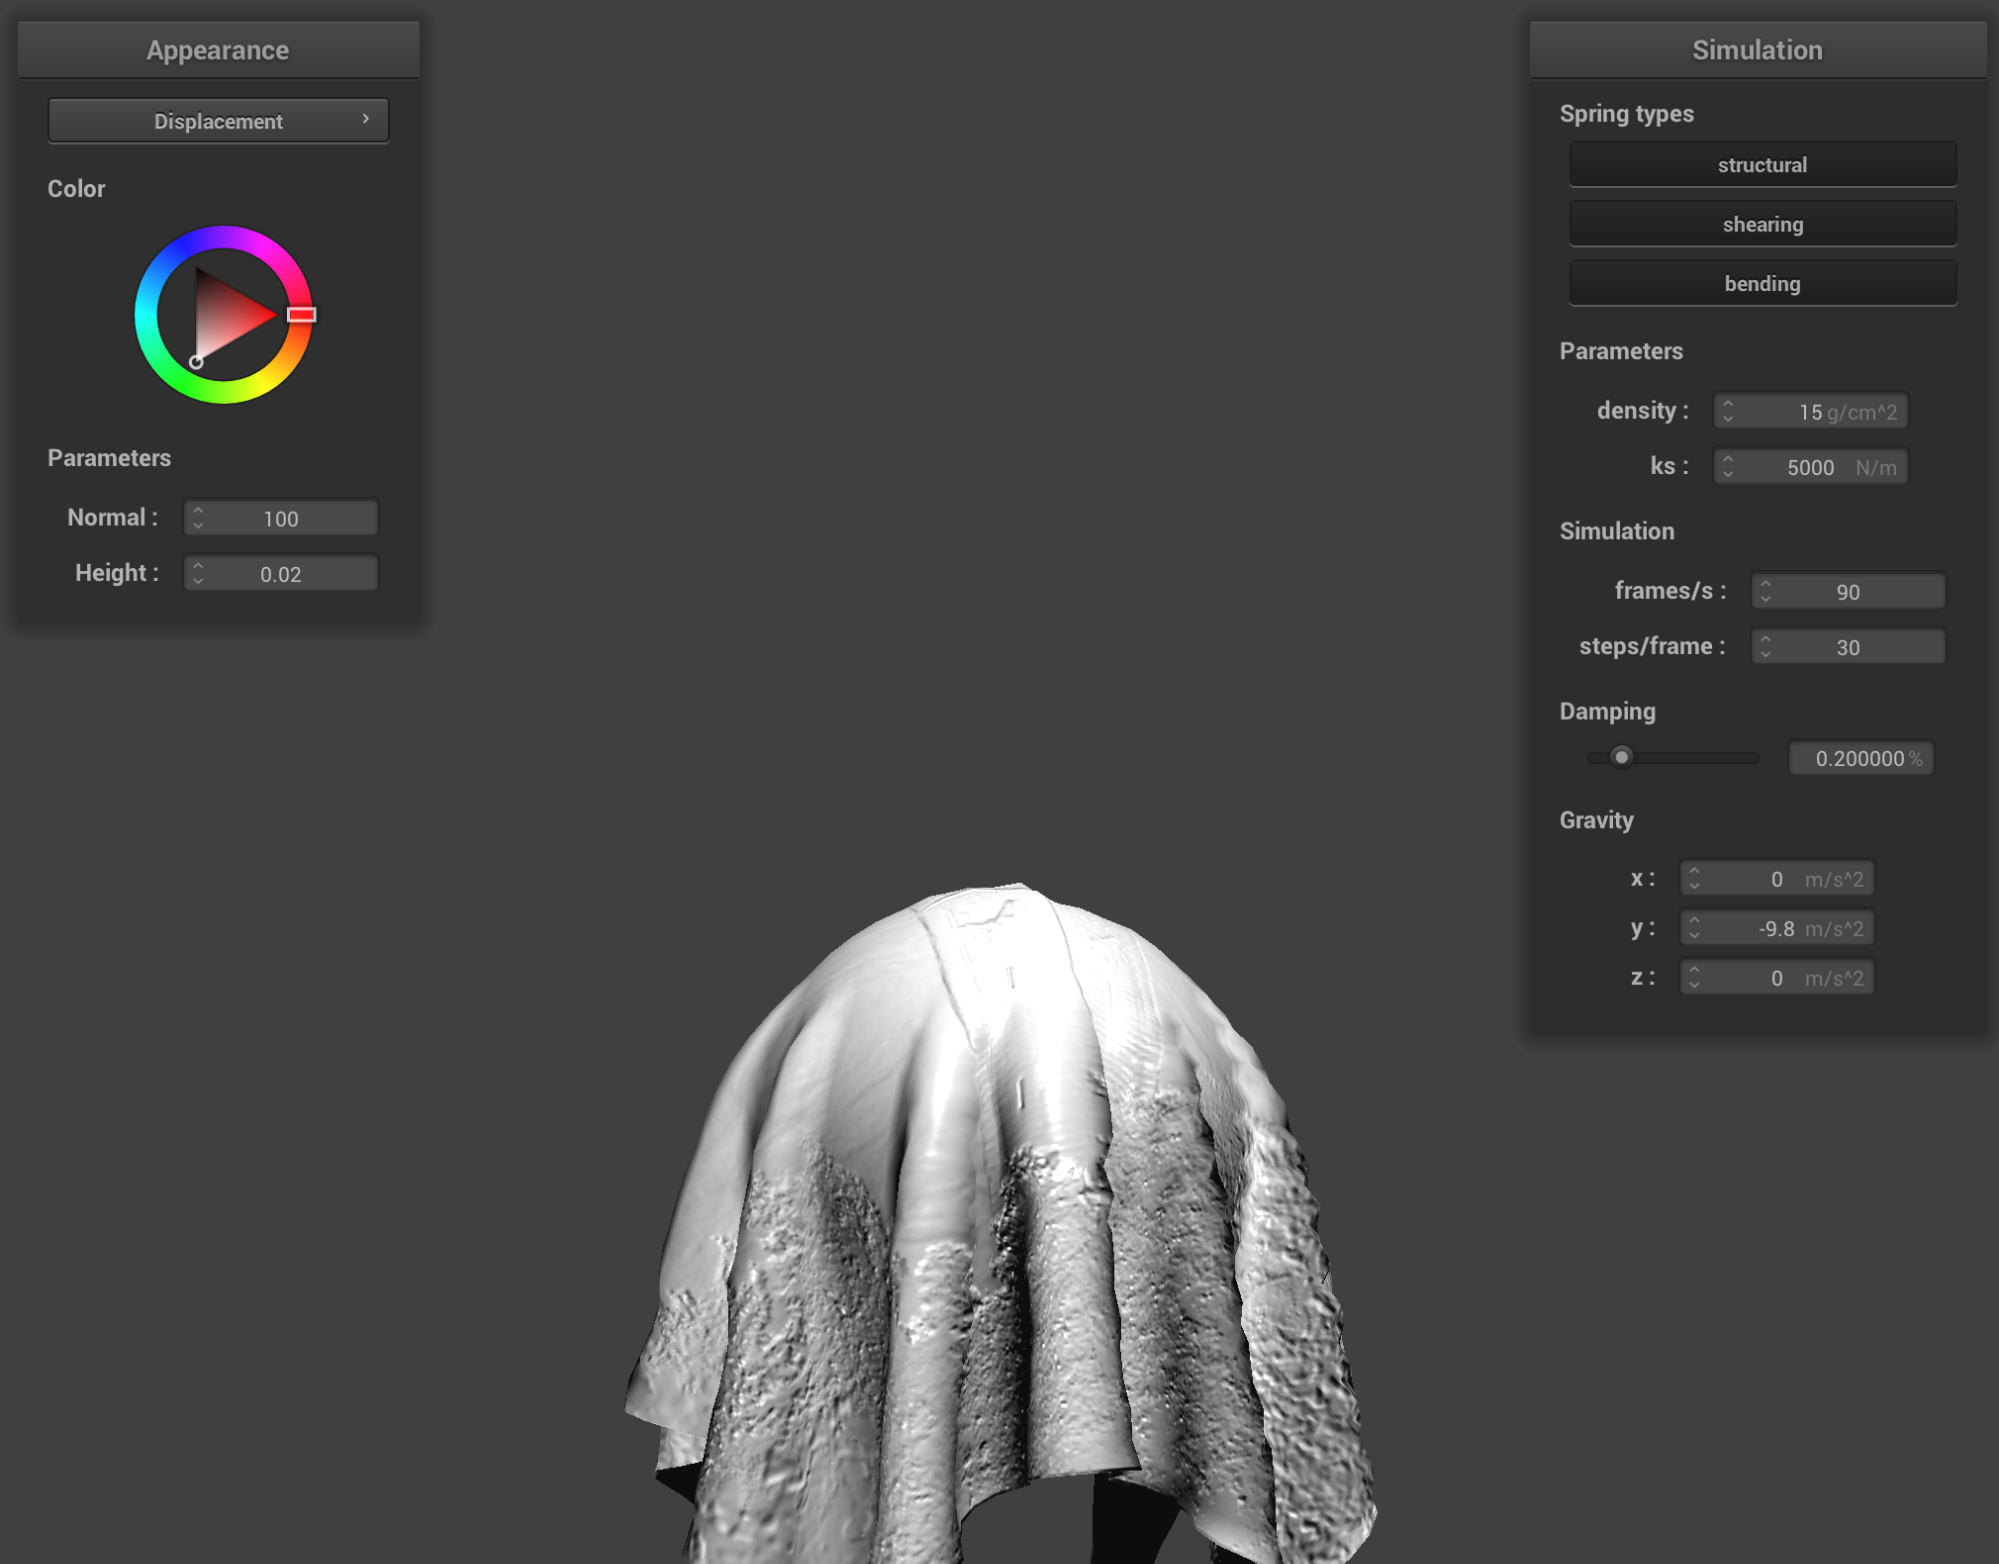 Appearance
Displacement
Color
Parameters
Normal : 100
Height : 0.02
Simulation
Spring types
structural
shearing
bending
Parameters
density : 15 g/cm^2
ks : 5000 N/m
Simulation
frames/s : 90
steps/frame : 30
Damping
0.200000 %
Gravity
x : 0 m/s^2
y : -9.8 m/s^2
z : 0 m/s^2